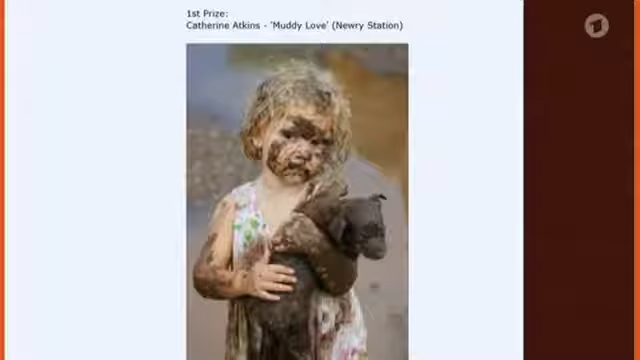 1st Prize:
Catherine Atkins - 'Muddy Love' (Newry Station)